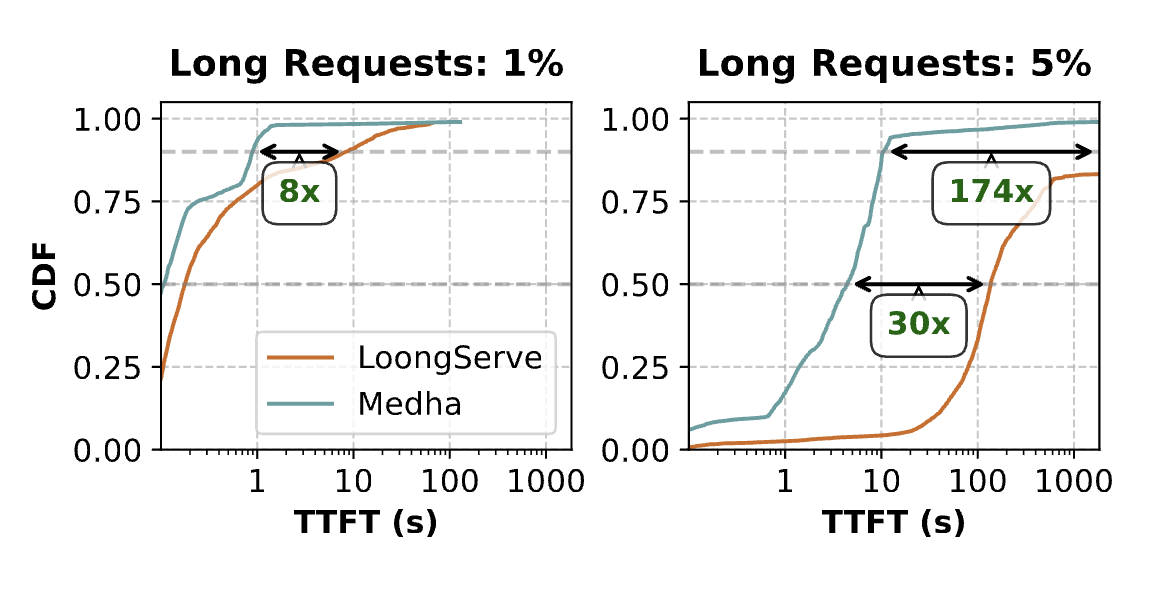 Long Requests: 1%
Long Requests: 5%
CDF
1.00
0.75
0.50
0.25
0.00
8x
LoongServe
Medha
1
10
100
1000
TTFT (s)
1.00
0.75
0.50
0.25
0.00
174x
30x
1
10
100
1000
TTFT (s)